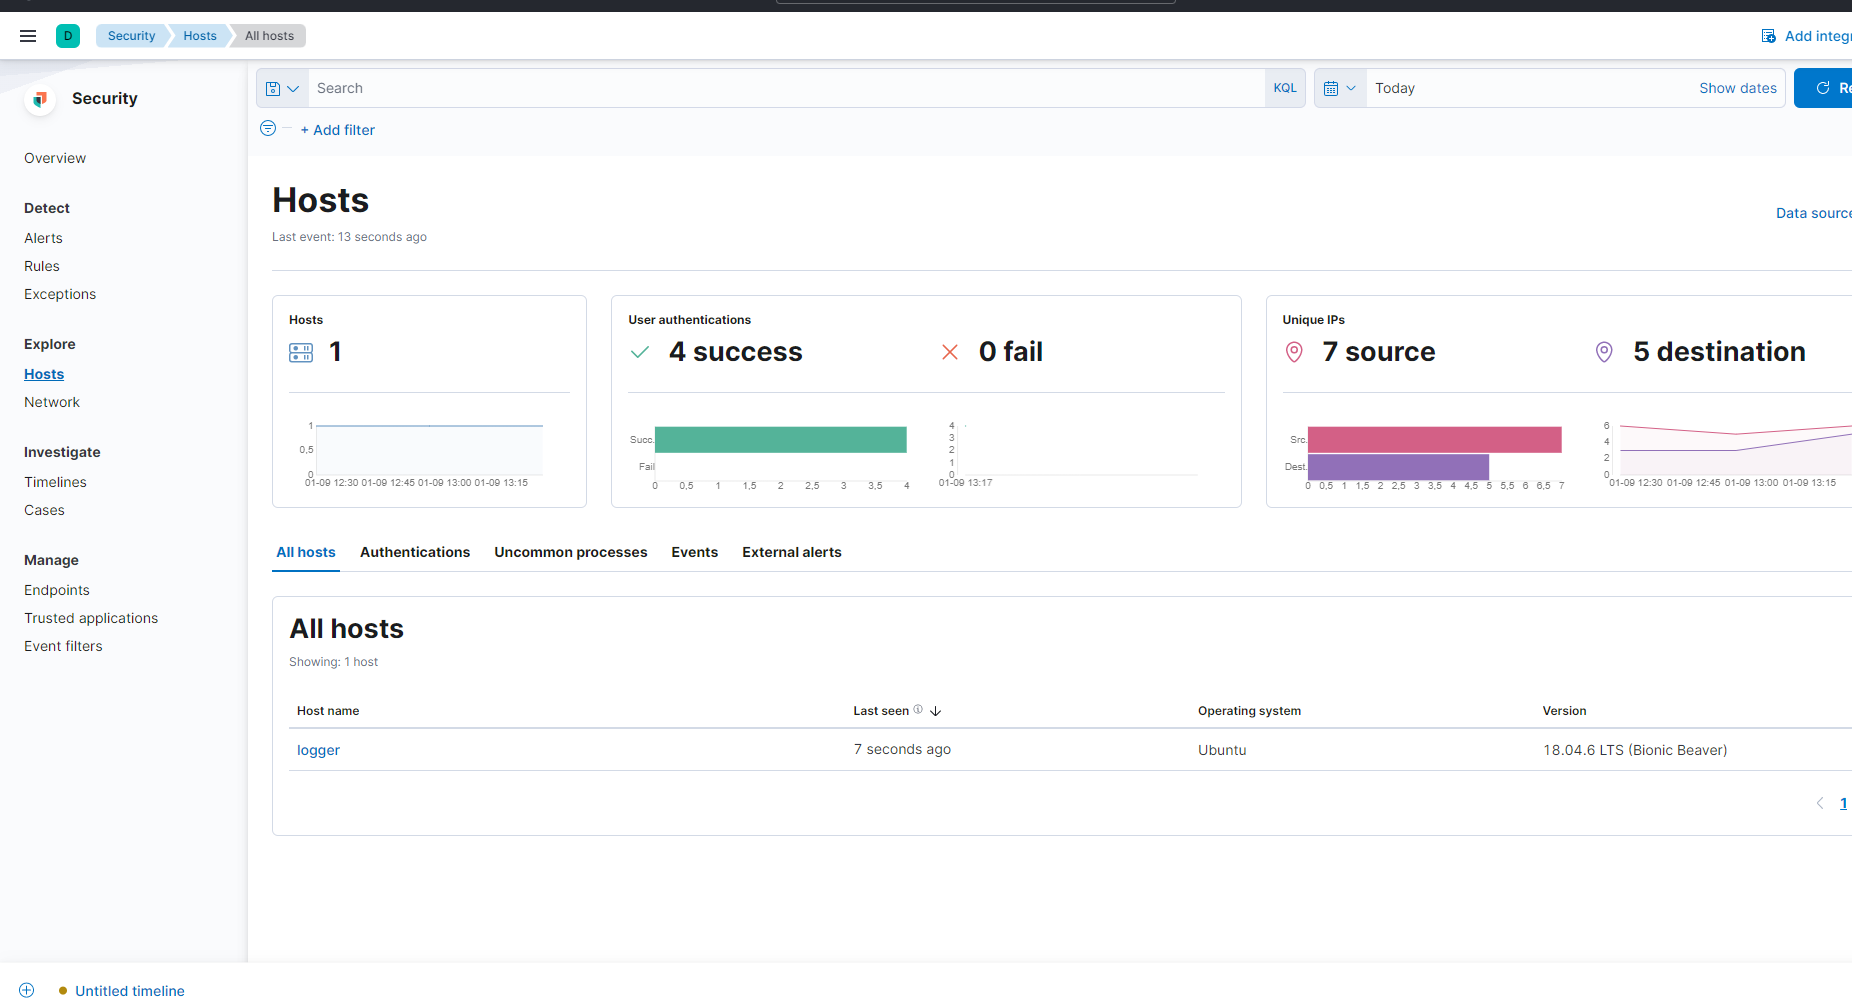 D
Security
Hosts
All hosts
Add integr
Security
Search
KQL
Today
Show dates
Re
+ Add filter
Overview
Detect
Alerts
Rules
Exceptions
Explore
Hosts
Network
Investigate
Timelines
Cases
Manage
Endpoints
Trusted applications
Event filters
Hosts
Last event: 13 seconds ago
Data source
Hosts
1
1
0,5
0
01-09 12:30 01-09 12:45 01-09 13:00 01-09 13:15
User authentications
4 success
0 fail
Succ.
Fail
0 0,5 1 1,5 2 2,5 3 3,5 4
4
3
2
1
0
01-09 13:17
Unique IPs
7 source
5 destination
Src.
Dest.
0 0,5 1 1,5 2 2,5 3 3,5 4 4,5 5 5,5 6 6,5 7
6
4
2
0
01-09 12:30 01-09 12:45 01-09 13:00 01-09 13:15
All hosts
Authentications
Uncommon processes
Events
External alerts
All hosts
Showing: 1 host
Host name
Last seen
Operating system
Version
logger
7 seconds ago
Ubuntu
18.04.6 LTS (Bionic Beaver)
1
Untitled timeline